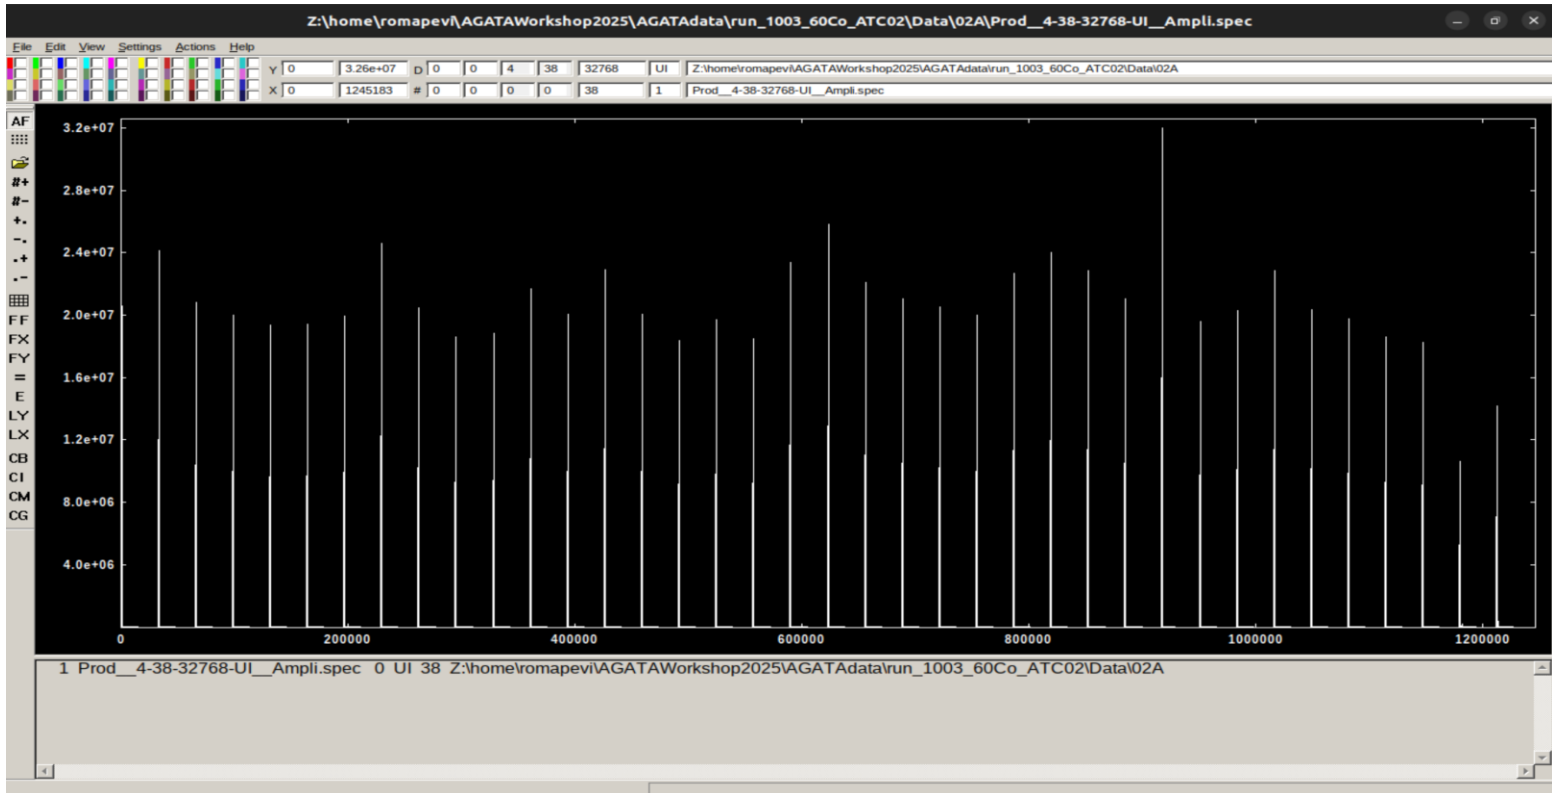 Z:\home\romapevi\AGATAWorkshop2025\AGATAdata\run_1003_60Co_ATC02\Data\02A\Prod__4-38-32768-UI__Ampli.spec
File Edit View Settings Actions Help
Y 0 3.26e+07 D 0 0 4 38 32768 UI Z:\home\romapevi\AGATAWorkshop2025\AGATAdata\run_1003_60Co_ATC02\Data\02A
X 0 1245183 # 0 0 0 0 38 1 Prod__4-38-32768-UI__Ampli.spec
AF
#+
#-
+.
-.
.+
.-
FF
FX
FY
=
E
LY
LX
CB
CI
CM
CG
3.2e+07
2.8e+07
2.4e+07
2.0e+07
1.6e+07
1.2e+07
8.0e+06
4.0e+06
0 200000 400000 600000 800000 1000000 1200000
1 Prod__4-38-32768-UI__Ampli.spec 0 UI 38 Z:\home\romapevi\AGATAWorkshop2025\AGATAdata\run_1003_60Co_ATC02\Data\02A